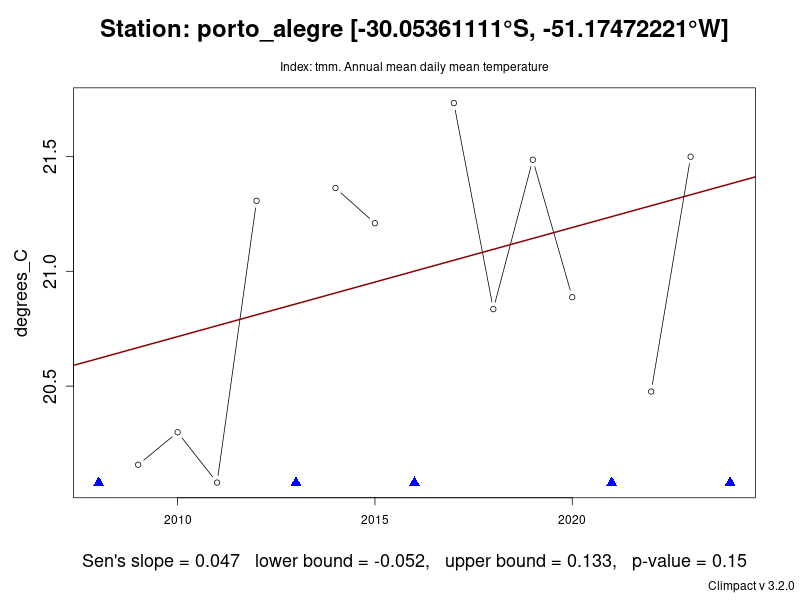 Station: porto_alegre [-30.05361111°S, -51.17472221°W]
Index: tmm. Annual mean daily mean temperature
degrees_C
21.5
21.0
20.5
2010 2015 2020
Sen's slope = 0.047 lower bound = -0.052, upper bound = 0.133, p-value = 0.15
Climpact v 3.2.0